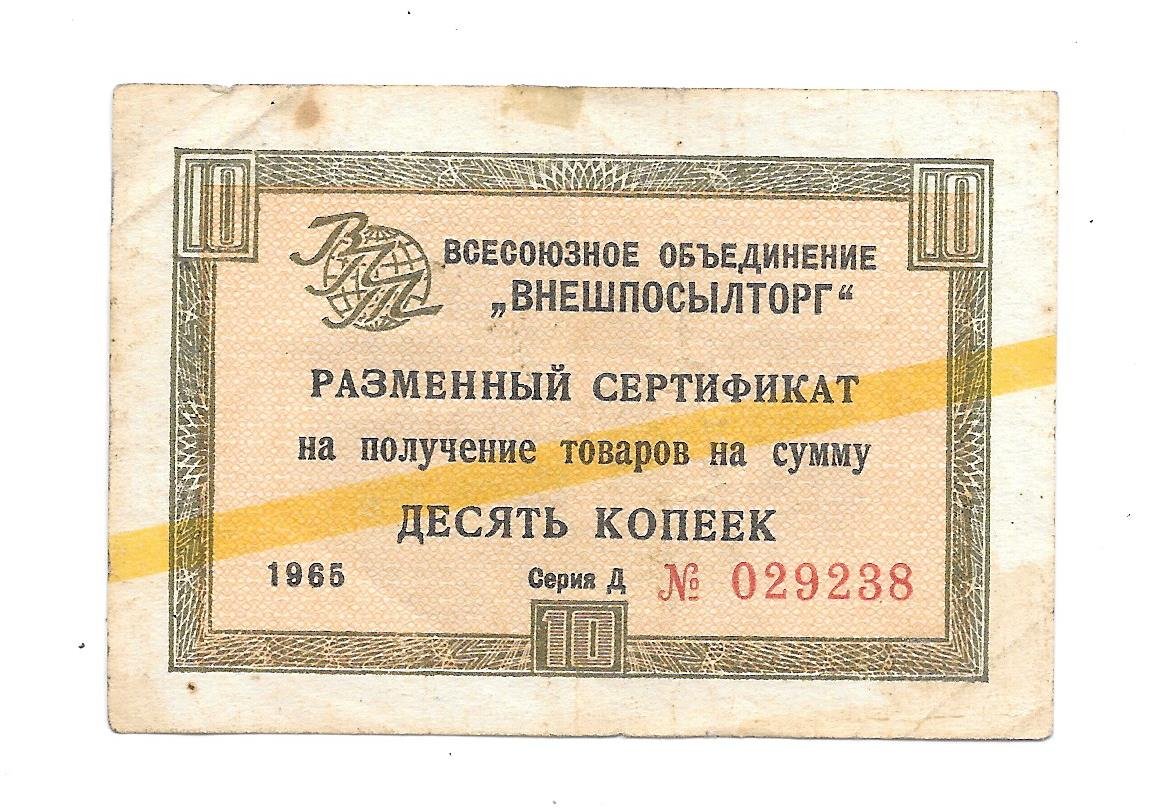 10 10
ВПТ
ВСЕСОЮЗНОЕ ОБЪЕДИНЕНИЕ
„ВНЕШПОСЫЛТОРГ“
РАЗМЕННЫЙ СЕРТИФИКАТ
на получение товаров на сумму
ДЕСЯТЬ КОПЕЕК
1965 Серия Д № 029238
10